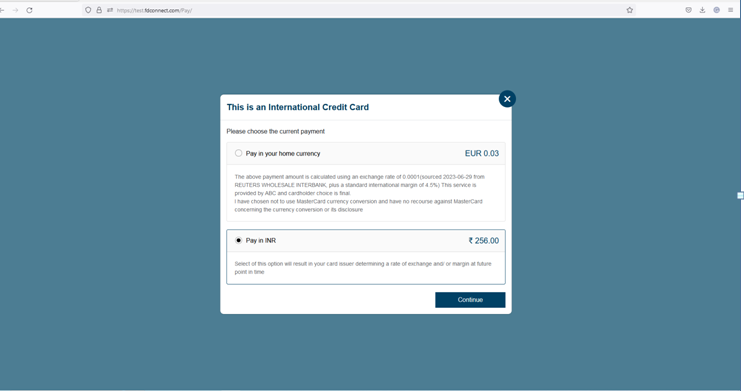 https://test.fdconnect.com/Pay/
This is an International Credit Card
Please choose the current payment
Pay in your home currency EUR 0.03
The above payment amount is calculated using an exchange rate of 0.0001(sourced:2023-06-29 from
REUTERS WHOLESALE INTERBANK, plus a standard international margin of 4.5%) This service is
provided by ABC and cardholder choice is final.
I have chosen not to use MasterCard currency conversion and have no recourse against MasterCard
concerning the currency conversion or its disclosure
Pay in INR ₹ 256.00
Select of this option will result in your card issuer determining a rate of exchange and/ or margin at future
point in time
Continue